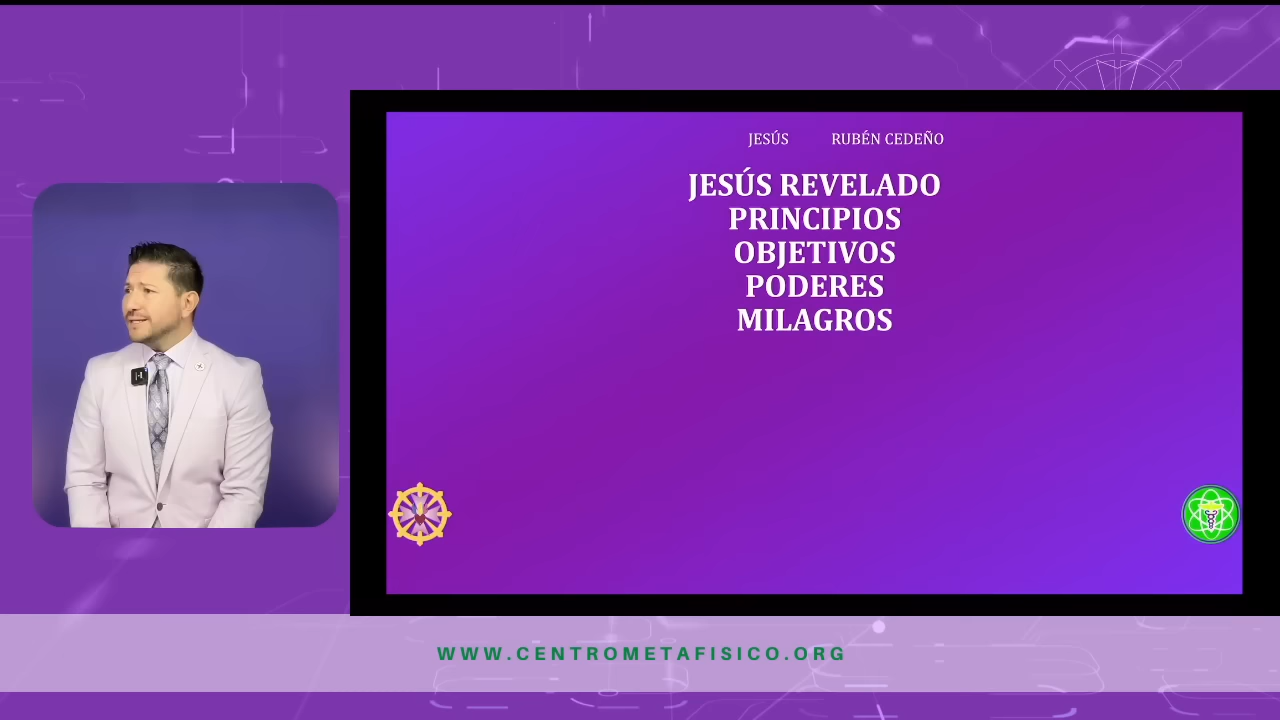 JESÚS RUBÉN CEDEÑO
JESÚS REVELADO
PRINCIPIOS
OBJETIVOS
PODERES
MILAGROS
WWW.CENTROMETAFISICO.ORG